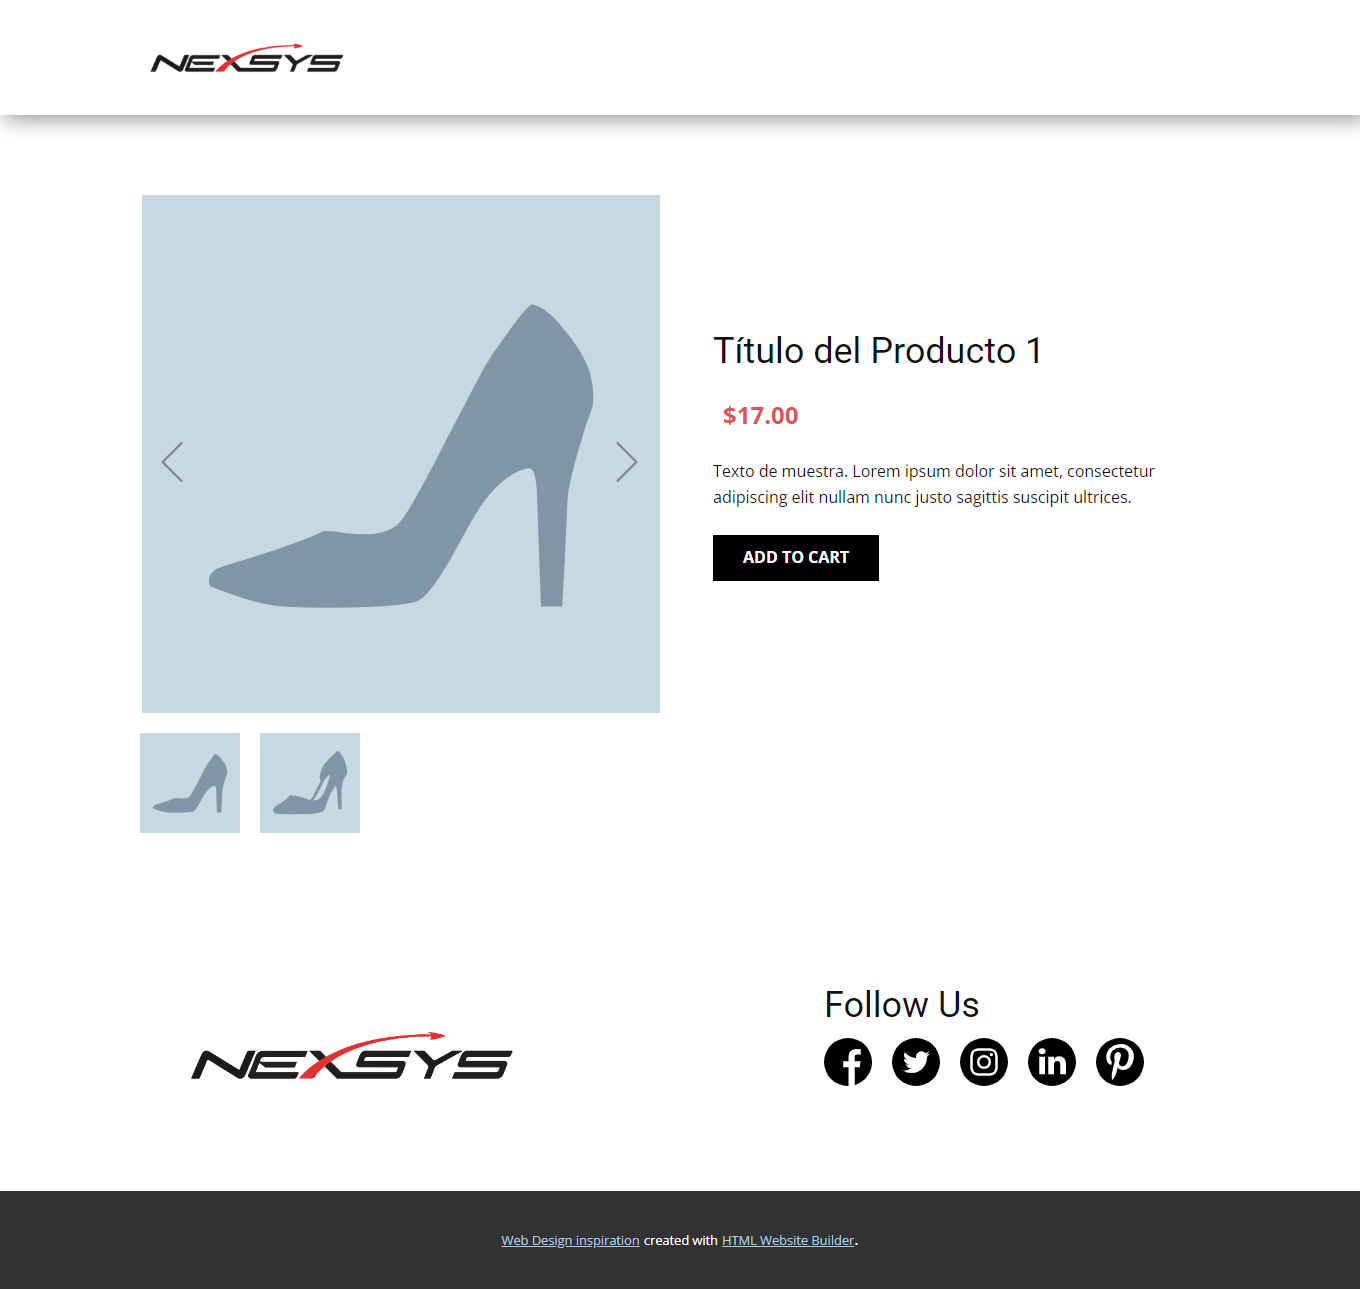 NEXSYS
Título del Producto 1
$17.00
Texto de muestra. Lorem ipsum dolor sit amet, consectetur
adipiscing elit nullam nunc justo sagittis suscipit ultrices.
ADD TO CART
Follow Us
NEXSYS
Web Design inspiration created with HTML Website Builder.